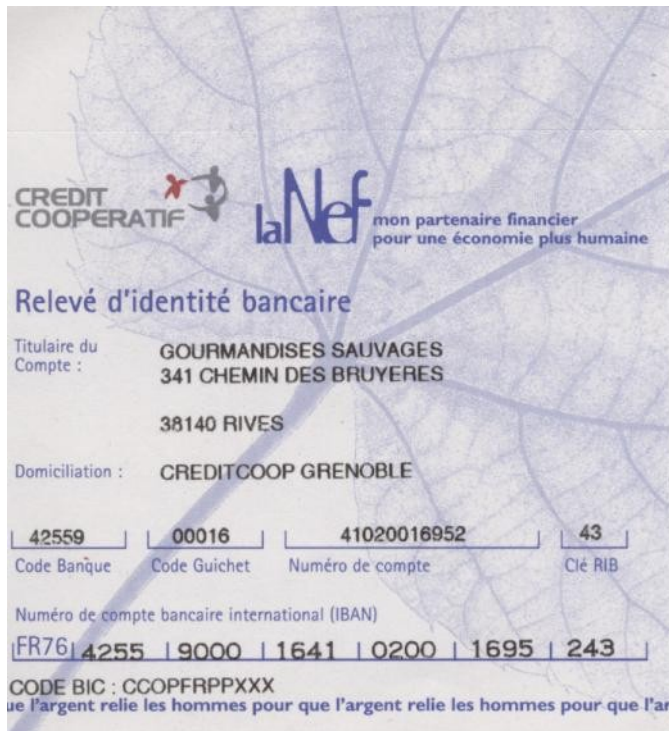 CREDIT
COOPERATIF
la Nef
mon partenaire financier
pour une économie plus humaine
Relevé d'identité bancaire
Titulaire du
Compte :
GOURMANDISES SAUVAGES
341 CHEMIN DES BRUYERES
38140 RIVES
Domiciliation : CREDITCOOP GRENOBLE
42559 00016 41020016952 43
Code Banque Code Guichet Numéro de compte Clé RIB
Numéro de compte bancaire international (IBAN)
FR76 4255 9000 1641 0200 1695 243
CODE BIC : CCOPFRPPXXX
ue l'argent relie les hommes pour que l'argent relie les hommes pour que l'ar